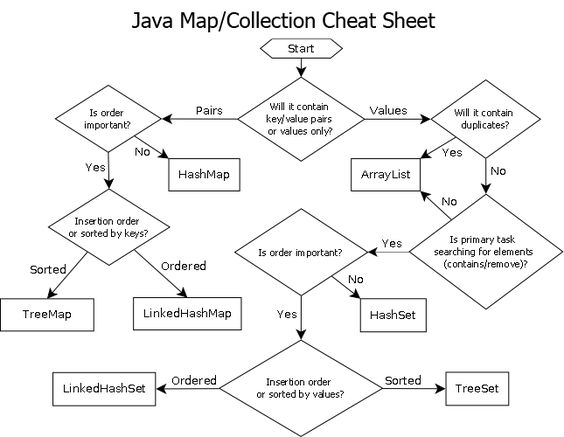 Java Map/Collection Cheat Sheet
Start
Will it contain
key/value pairs
or values only?
Pairs
Values
Is order
important?
Will it contain
duplicates?
No
Yes
HashMap
Yes
ArrayList
No
No
Insertion order
or sorted by keys?
Is order important?
Yes
Is primary task
searching for elements
(contains/remove)?
Sorted
Ordered
No
TreeMap
LinkedHashMap
Yes
HashSet
LinkedHashSet
Ordered
Insertion order
or sorted by values?
Sorted
TreeSet